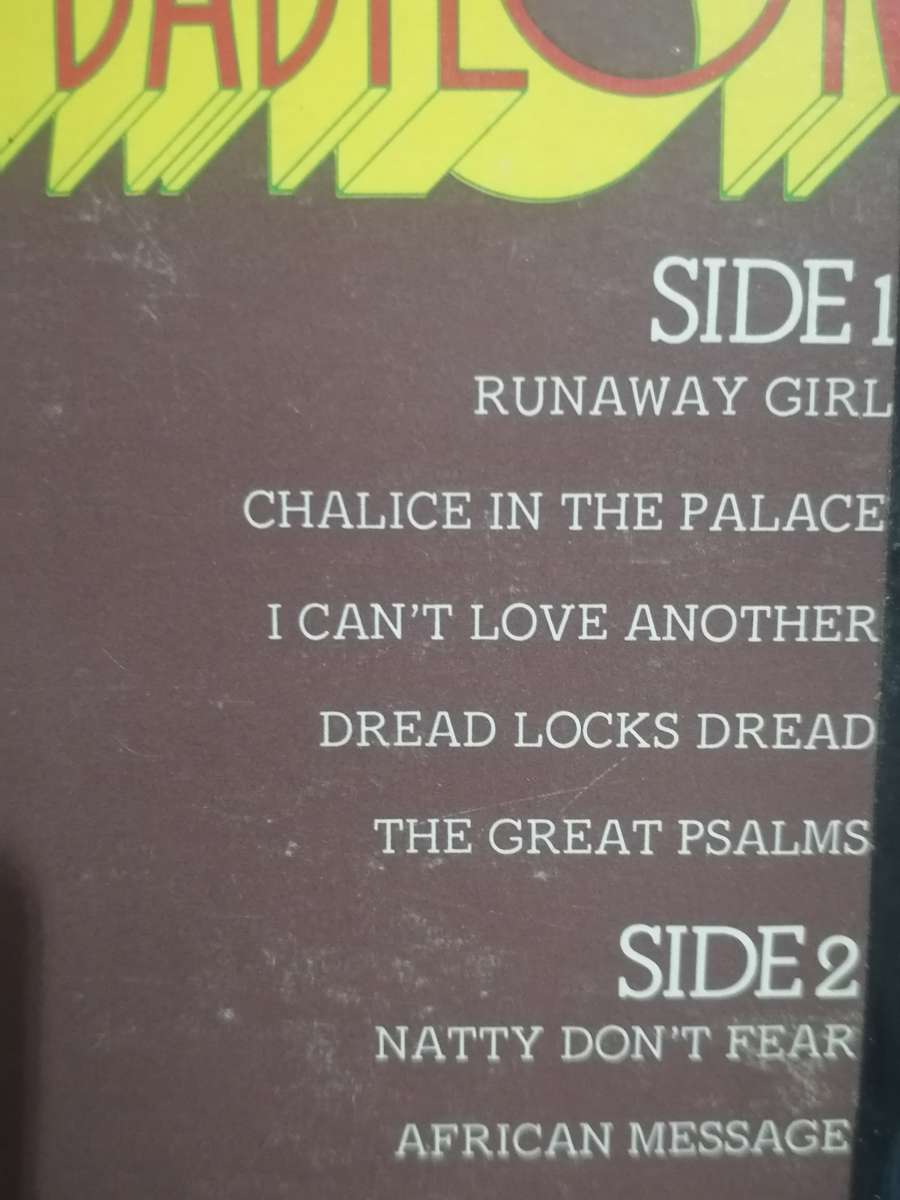 BABYLON
SIDE 1
RUNAWAY GIRL
CHALICE IN THE PALACE
I CAN'T LOVE ANOTHER
DREAD LOCKS DREAD
THE GREAT PSALMS
SIDE 2
NATTY DON'T FEAR
AFRICAN MESSAGE